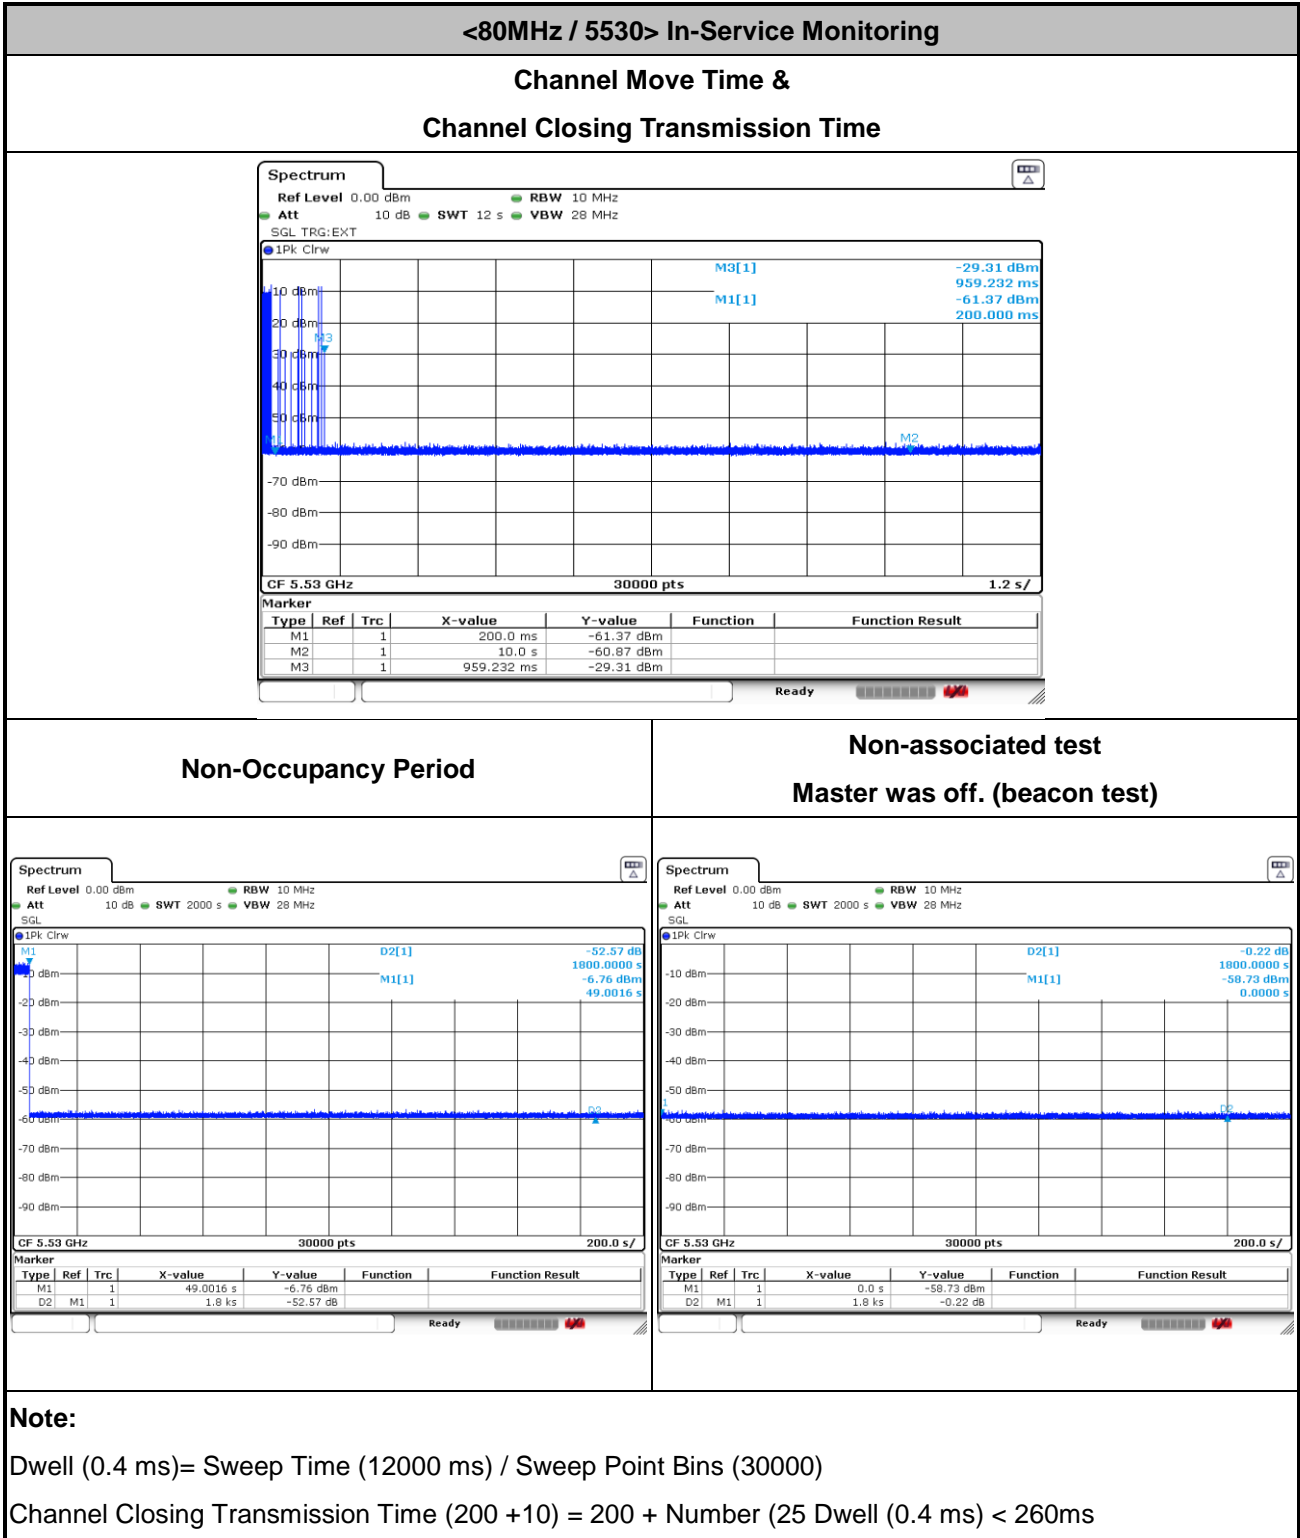 <80MHz / 5530> In-Service Monitoring
Channel Move Time &
Channel Closing Transmission Time
Spectrum
Ref Level 0.00 dBm RBW 10 MHz
Att 10 dB SWT 12 s VBW 28 MHz
SGL TRG:EXT
1Pk Clrw
M3[1] -29.31 dBm
959.232 ms
-10 dBm
M1[1] -61.37 dBm
200.000 ms
-20 dBm
M3
-30 dBm
-40 dBm
-50 dBm
M2
-70 dBm
-80 dBm
-90 dBm
CF 5.53 GHz 30000 pts 1.2 s/
Marker
Type Ref Trc X-value Y-value Function Function Result
M1 1 200.0 ms -61.37 dBm
M2 1 10.0 s -60.87 dBm
M3 1 959.232 ms -29.31 dBm
Ready
Non-Occupancy Period
Non-associated test
Master was off. (beacon test)
Spectrum
Ref Level 0.00 dBm RBW 10 MHz
Att 10 dB SWT 2000 s VBW 28 MHz
SGL
1Pk Clrw
M1
D2[1] -52.57 dB
1800.0000 s
-10 dBm
M1[1] -6.76 dBm
49.0016 s
-20 dBm
-30 dBm
-40 dBm
-50 dBm
D2
-60 dBm
-70 dBm
-80 dBm
-90 dBm
CF 5.53 GHz 30000 pts 200.0 s/
Marker
Type Ref Trc X-value Y-value Function Function Result
M1 1 49.0016 s -6.76 dBm
D2 M1 1 1.8 ks -52.57 dB
Ready
Spectrum
Ref Level 0.00 dBm RBW 10 MHz
Att 10 dB SWT 2000 s VBW 28 MHz
SGL
1Pk Clrw
D2[1] -0.22 dB
1800.0000 s
-10 dBm
M1[1] -58.73 dBm
0.0000 s
-20 dBm
-30 dBm
-40 dBm
-50 dBm
D2
-60 dBm
-70 dBm
-80 dBm
-90 dBm
CF 5.53 GHz 30000 pts 200.0 s/
Marker
Type Ref Trc X-value Y-value Function Function Result
M1 1 0.0 s -58.73 dBm
D2 M1 1 1.8 ks -0.22 dB
Ready
Note:
Dwell (0.4 ms)= Sweep Time (12000 ms) / Sweep Point Bins (30000)
Channel Closing Transmission Time (200 +10) = 200 + Number (25 Dwell (0.4 ms) < 260ms